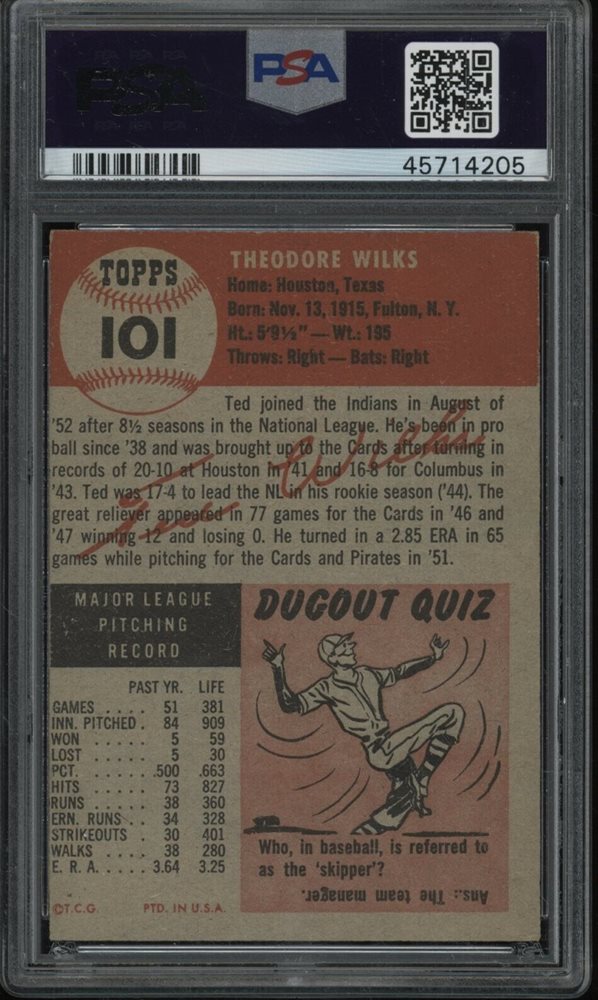 PSA
PSA
45714205
TOPPS
101
THEODORE WILKS
Home: Houston, Texas
Born: Nov. 13, 1915, Fulton, N. Y.
Ht.: 5'9½" — Wt.: 195
Throws: Right — Bats: Right
Ted joined the Indians in August of
'52 after 8½ seasons in the National League. He's been in pro
ball since '38 and was brought up to the Cards after turning in
records of 20-10 at Houston in '41 and 16-8 for Columbus in
'43. Ted was 17-4 to lead the NL in his rookie season ('44). The
great reliever appeared in 77 games for the Cards in '46 and
'47 winning 12 and losing 0. He turned in a 2.85 ERA in 65
games while pitching for the Cards and Pirates in '51.
Ted Wilks
MAJOR LEAGUE
PITCHING
RECORD
PAST YR. LIFE
GAMES . . . . 51 381
INN. PITCHED . 84 909
WON . . . . . 5 59
LOST . . . . . 5 30
PCT. . . . . . .500 .663
HITS . . . . . 73 827
RUNS . . . . . 38 360
ERN. RUNS . . 34 328
STRIKEOUTS . 30 401
WALKS . . . . 38 280
E. R. A. . . . . 3.64 3.25
©T.C.G. PTD. IN U.S.A.
DUGOUT QUIZ
Who, in baseball, is referred to
as the 'skipper'?
Ans.: The team manager.